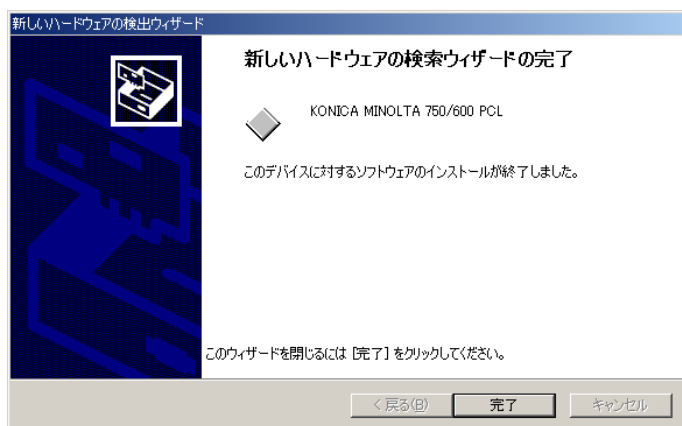 新しいハードウェアの検出ウィザード
新しいハードウェアの検索ウィザードの完了
KONICA MINOLTA 750/600 PCL
このデバイスに対するソフトウェアのインストールが終了しました。
このウィザードを閉じるには [完了] をクリックしてください。
< 戻る(B)
完了
キャンセル